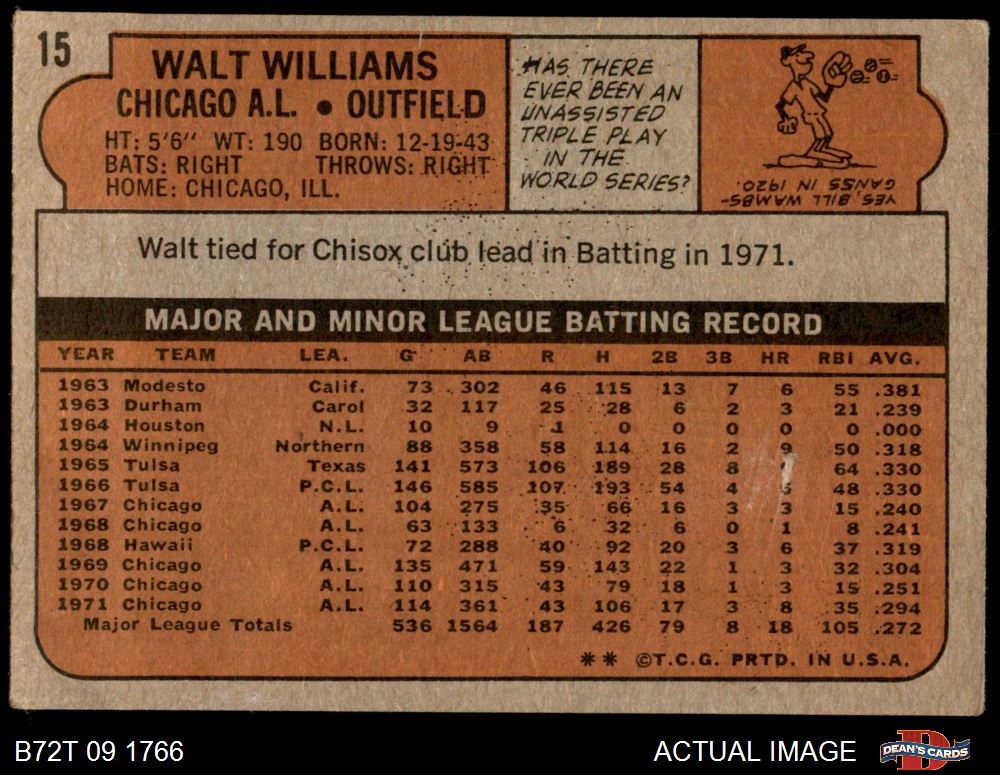 15
WALT WILLIAMS
CHICAGO A.L. • OUTFIELD
HT: 5'6" WT: 190 BORN: 12-19-43
BATS: RIGHT THROWS: RIGHT
HOME: CHICAGO, ILL.
HAS THERE
EVER BEEN AN
UNASSISTED
TRIPLE PLAY
IN THE
WORLD SERIES?
YES, BILL WAMBS-
GANSS IN 1920.
Walt tied for Chisox club lead in Batting in 1971.
MAJOR AND MINOR LEAGUE BATTING RECORD
YEAR TEAM LEA. G AB R H 2B 3B HR RBI AVG.
1963 Modesto Calif. 73 302 46 115 13 7 6 55 .381
1963 Durham Carol 32 117 25 28 6 2 3 21 .239
1964 Houston N.L. 10 9 1 0 0 0 0 0 .000
1964 Winnipeg Northern 88 358 58 114 16 2 9 50 .318
1965 Tulsa Texas 141 573 106 189 28 8 64 .330
1966 Tulsa P.C.L. 146 585 107 193 54 4 5 48 .330
1967 Chicago A.L. 104 275 35 66 16 3 3 15 .240
1968 Chicago A.L. 63 133 6 32 6 0 1 8 .241
1968 Hawaii P.C.L. 72 288 40 92 20 3 6 37 .319
1969 Chicago A.L. 135 471 59 143 22 1 3 32 .304
1970 Chicago A.L. 110 315 43 79 18 1 3 15 .251
1971 Chicago A.L. 114 361 43 106 17 3 8 35 .294
Major League Totals 536 1564 187 426 79 8 18 105 .272
** ©T.C.G. PRTD. IN U.S.A.
B72T 09 1766
ACTUAL IMAGE
DEAN'S CARDS